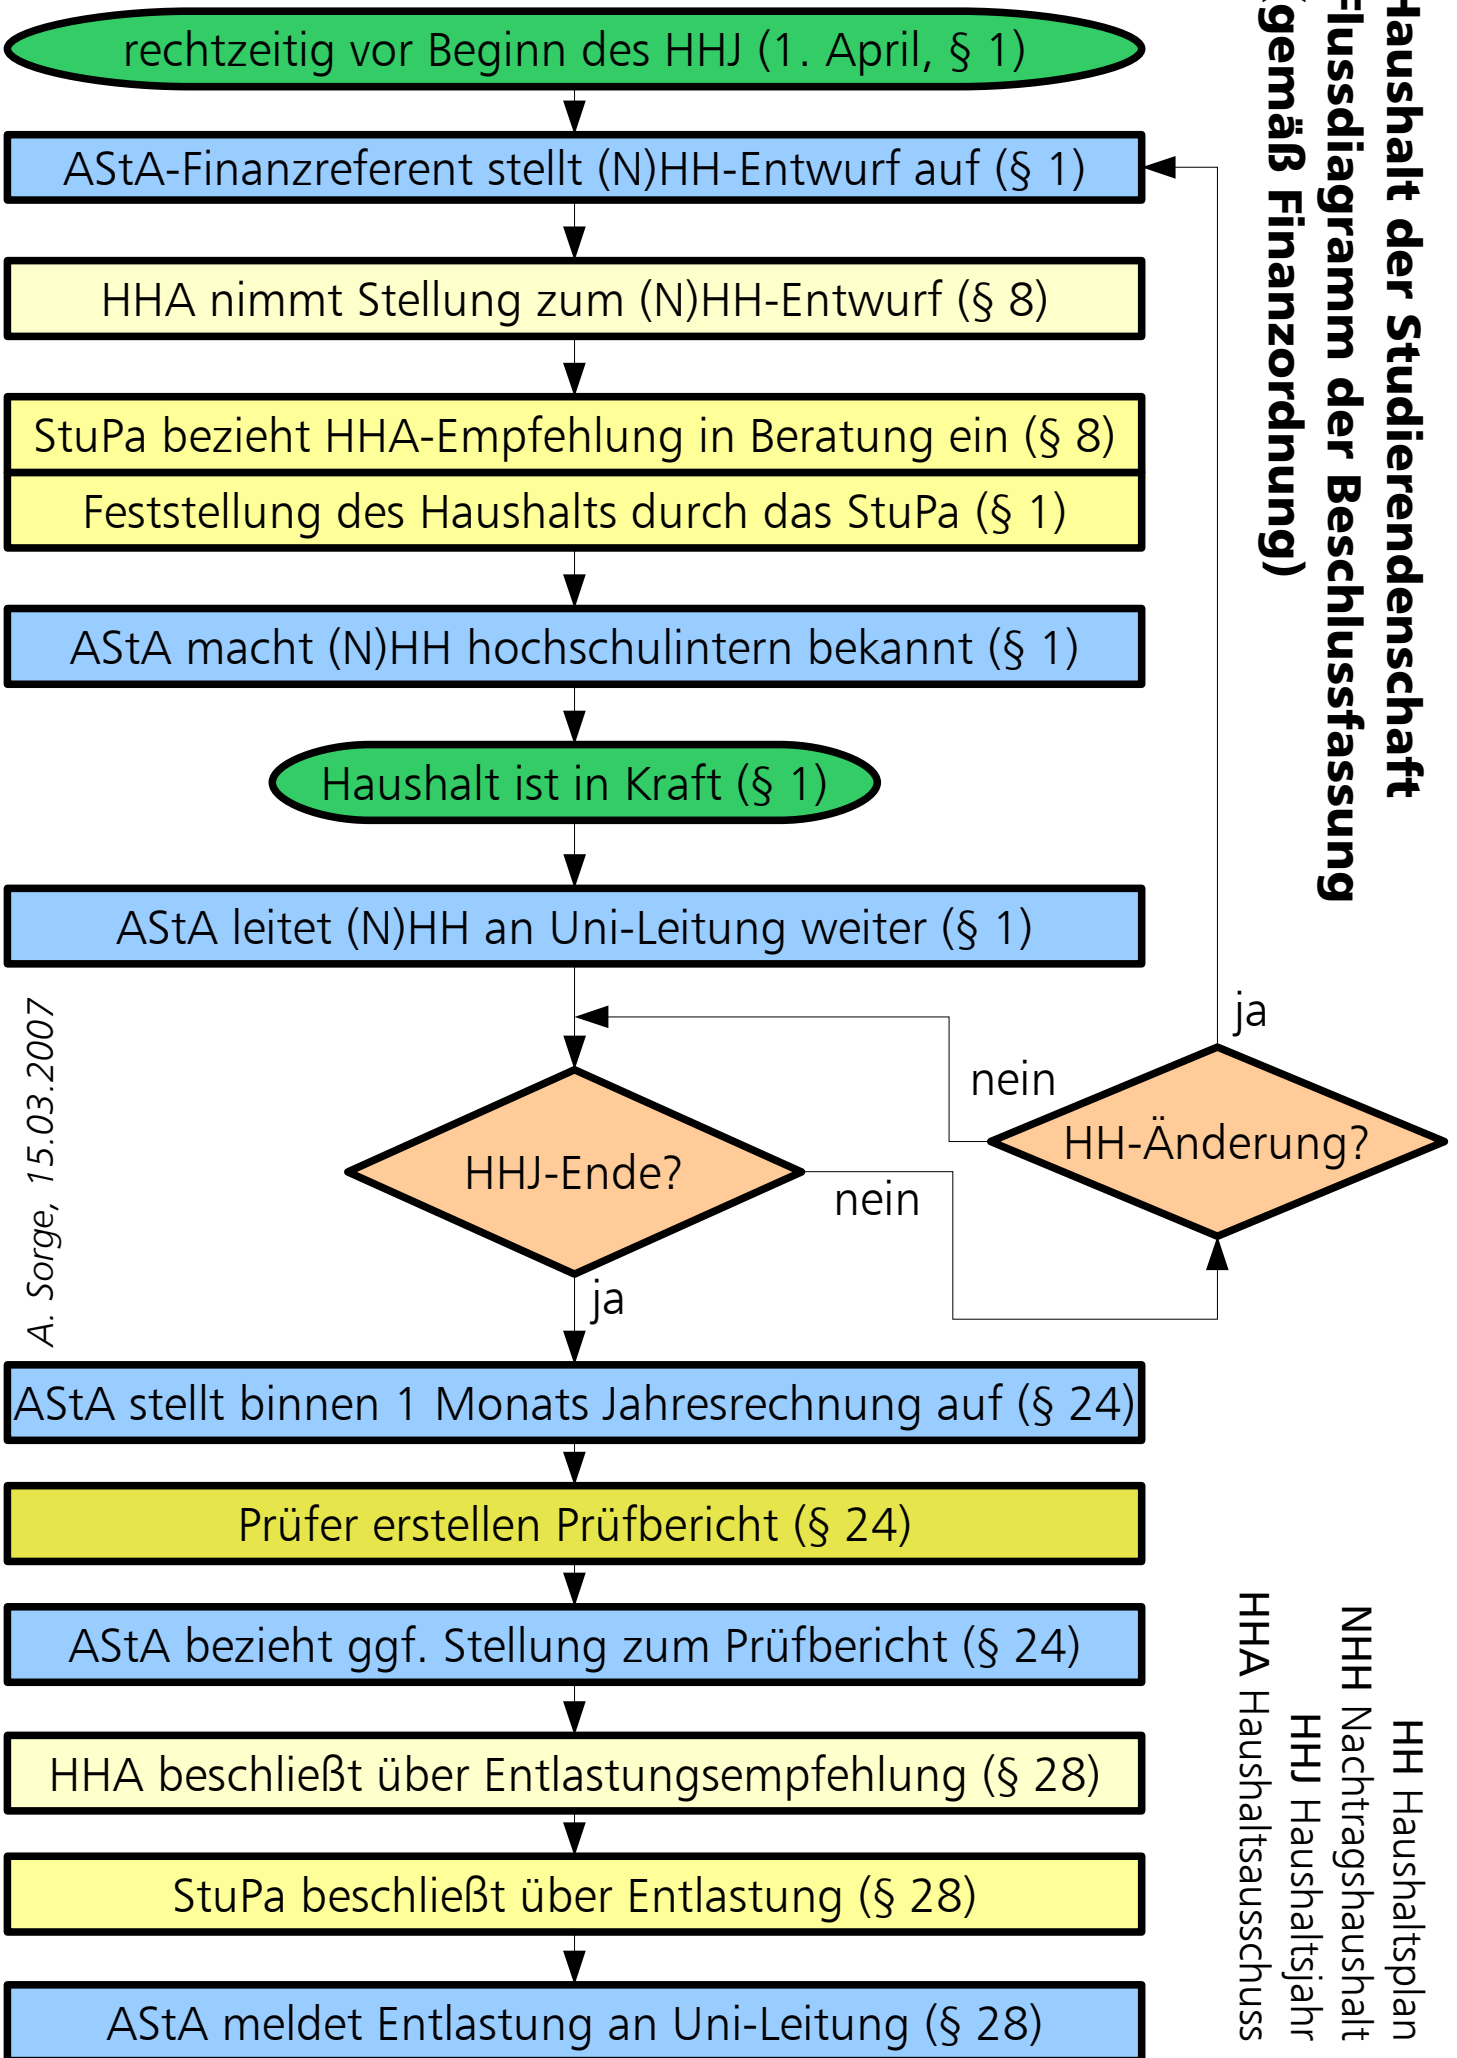 Haushalt der Studierendenschaft
Flussdiagramm der Beschlussfassung
(gemäß Finanzordnung)
rechtzeitig vor Beginn des HHJ (1. April, § 1)
AStA-Finanzreferent stellt (N)HH-Entwurf auf (§ 1)
HHA nimmt Stellung zum (N)HH-Entwurf (§ 8)
StuPa bezieht HHA-Empfehlung in Beratung ein (§ 8)
Feststellung des Haushalts durch das StuPa (§ 1)
AStA macht (N)HH hochschulintern bekannt (§ 1)
Haushalt ist in Kraft (§ 1)
AStA leitet (N)HH an Uni-Leitung weiter (§ 1)
ja
nein
HH-Änderung?
HHJ-Ende?
nein
ja
A. Sorge, 15.03.2007
AStA stellt binnen 1 Monats Jahresrechnung auf (§ 24)
Prüfer erstellen Prüfbericht (§ 24)
AStA bezieht ggf. Stellung zum Prüfbericht (§ 24)
HHA beschließt über Entlastungsempfehlung (§ 28)
StuPa beschließt über Entlastung (§ 28)
AStA meldet Entlastung an Uni-Leitung (§ 28)
HH Haushaltsplan
NHH Nachtragshaushalt
HHJ Haushaltsjahr
HHA Haushaltsausschuss